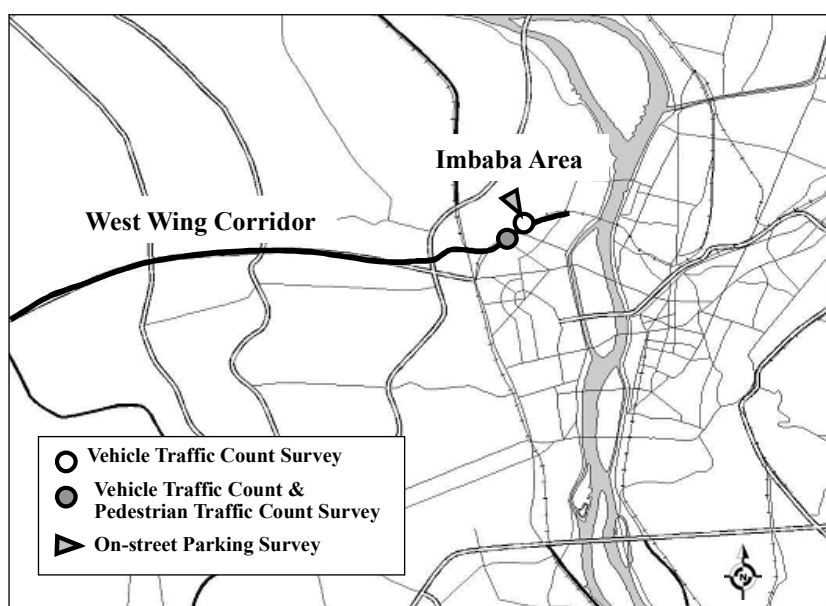 Imbaba Area
West Wing Corridor
Vehicle Traffic Count Survey
Vehicle Traffic Count &
Pedestrian Traffic Count Survey
On-street Parking Survey
N